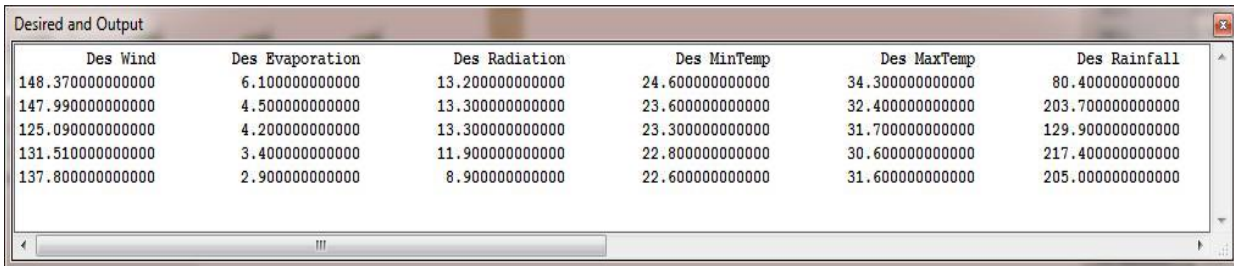 Desired and Output
Des Wind Des Evaporation Des Radiation Des MinTemp Des MaxTemp Des Rainfall
148.370000000000 6.100000000000 13.200000000000 24.600000000000 34.300000000000 80.400000000000
147.990000000000 4.500000000000 13.300000000000 23.600000000000 32.400000000000 203.700000000000
125.090000000000 4.200000000000 13.300000000000 23.300000000000 31.700000000000 129.900000000000
131.510000000000 3.400000000000 11.900000000000 22.800000000000 30.600000000000 217.400000000000
137.800000000000 2.900000000000 8.900000000000 22.600000000000 31.600000000000 205.000000000000